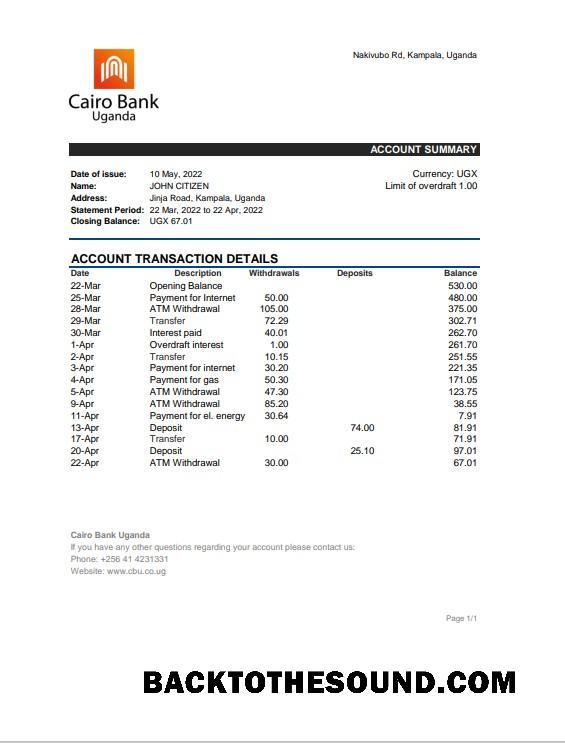 Nakivubo Rd, Kampala, Uganda
Cairo Bank
Uganda
ACCOUNT SUMMARY
Date of issue: 10 May, 2022 Currency: UGX
Name: JOHN CITIZEN Limit of overdraft 1.00
Address: Jinja Road, Kampala, Uganda
Statement Period: 22 Mar, 2022 to 22 Apr, 2022
Closing Balance: UGX 67.01
ACCOUNT TRANSACTION DETAILS
Date Description Withdrawals Deposits Balance
22-Mar Opening Balance 530.00
25-Mar Payment for Internet 50.00 480.00
28-Mar ATM Withdrawal 105.00 375.00
29-Mar Transfer 72.29 302.71
30-Mar Interest paid 40.01 262.70
1-Apr Overdraft interest 1.00 261.70
2-Apr Transfer 10.15 251.55
3-Apr Payment for internet 30.20 221.35
4-Apr Payment for gas 50.30 171.05
5-Apr ATM Withdrawal 47.30 123.75
9-Apr ATM Withdrawal 85.20 38.55
11-Apr Payment for el. energy 30.64 7.91
13-Apr Deposit 74.00 81.91
17-Apr Transfer 10.00 71.91
20-Apr Deposit 25.10 97.01
22-Apr ATM Withdrawal 30.00 67.01
Cairo Bank Uganda
If you have any other questions regarding your account please contact us:
Phone: +256 41 4231331
Website: www.cbu.co.ug
Page 1/1
BACKTOTHESOUND.COM